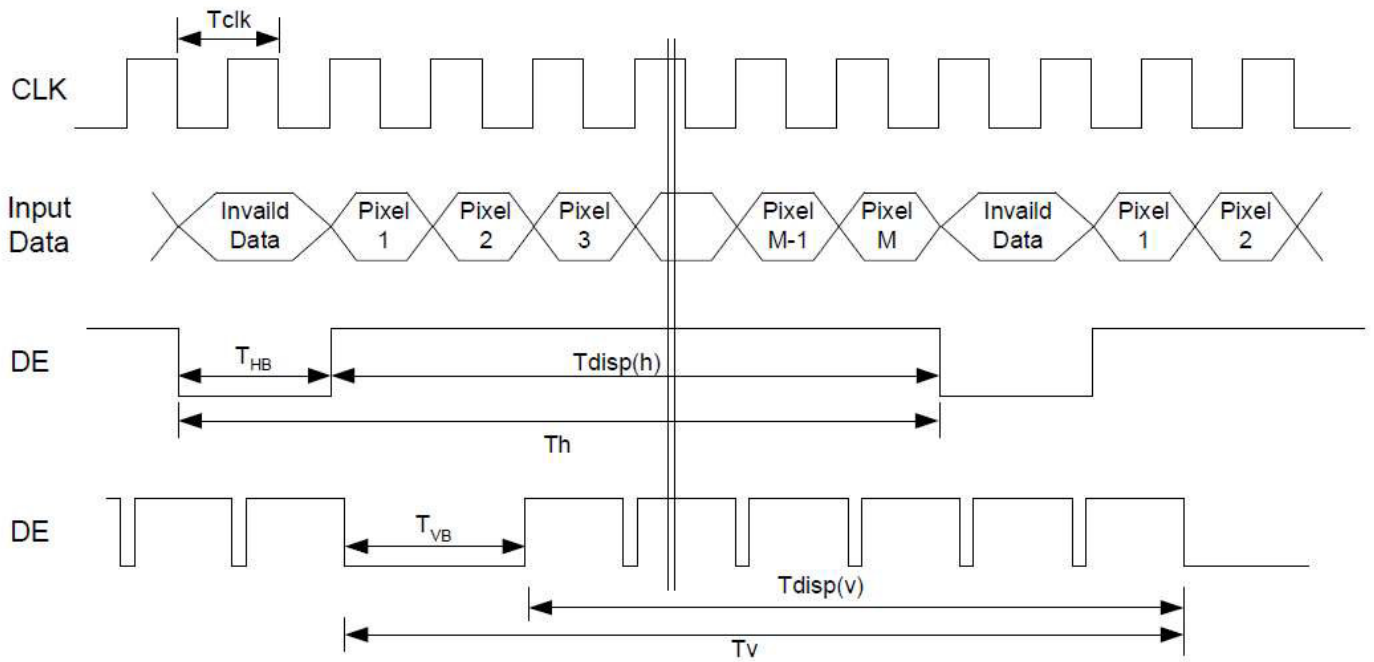 Tclk
CLK
Input
Data
Invaild
Data
Pixel
1
Pixel
2
Pixel
3
Pixel
M-1
Pixel
M
Invaild
Data
Pixel
1
Pixel
2
DE
THB
Tdisp(h)
Th
DE
TVB
Tdisp(v)
Tv